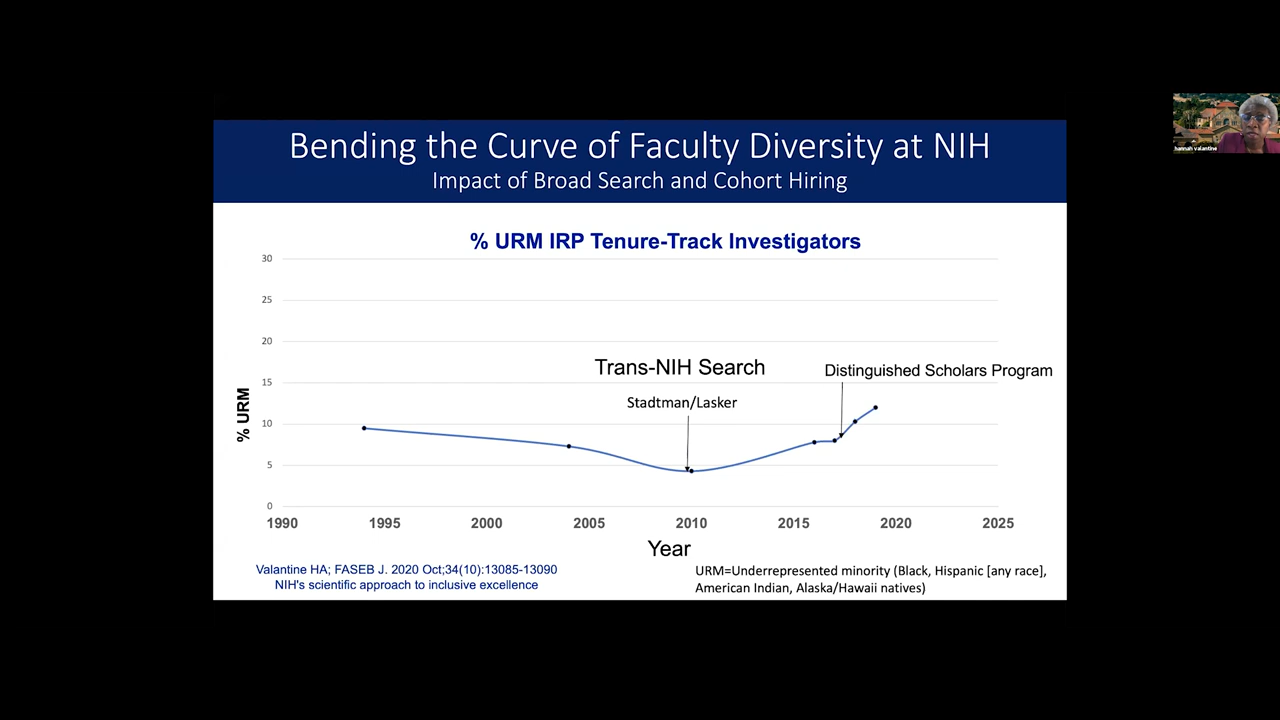 Bending the Curve of Faculty Diversity at NIH
Impact of Broad Search and Cohort Hiring
% URM IRP Tenure-Track Investigators
30
25
20
15
10
5
0
% URM
Trans-NIH Search
Stadtman/Lasker
Distinguished Scholars Program
1990 1995 2000 2005 2010 2015 2020 2025
Year
Valantine HA; FASEB J. 2020 Oct;34(10):13085-13090
NIH's scientific approach to inclusive excellence
URM=Underrepresented minority (Black, Hispanic [any race],
American Indian, Alaska/Hawaii natives)
hannah valantine